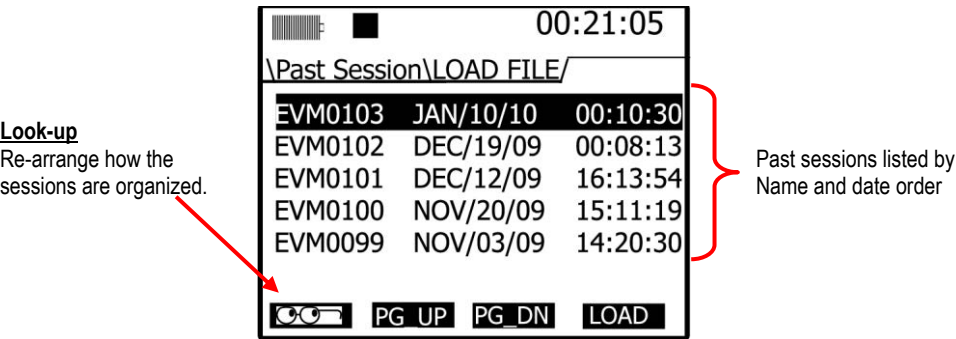 00:21:05
\Past Session\LOAD FILE/
EVM0103 JAN/10/10 00:10:30
EVM0102 DEC/19/09 00:08:13
EVM0101 DEC/12/09 16:13:54
EVM0100 NOV/20/09 15:11:19
EVM0099 NOV/03/09 14:20:30
PG_UP PG_DN LOAD
Look-up
Re-arrange how the
sessions are organized.
Past sessions listed by
Name and date order